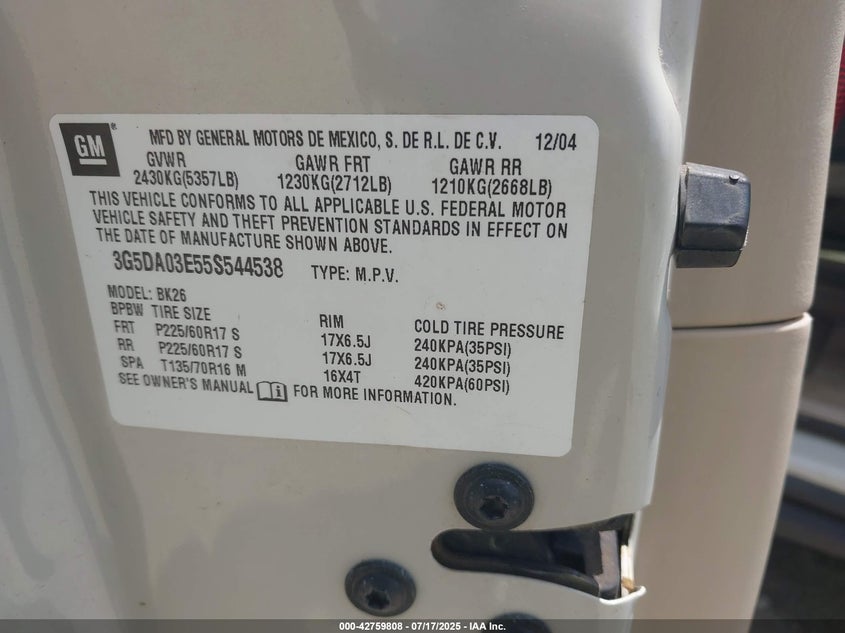 GM ® MFD BY GENERAL MOTORS DE MEXICO, S. DE R.L. DE C.V. 12/04
GVWR GAWR FRT GAWR RR
2430KG(5357LB) 1230KG(2712LB) 1210KG(2668LB)
THIS VEHICLE CONFORMS TO ALL APPLICABLE U.S. FEDERAL MOTOR
VEHICLE SAFETY AND THEFT PREVENTION STANDARDS IN EFFECT ON
THE DATE OF MANUFACTURE SHOWN ABOVE.
3G5DA03E55S544538 TYPE: M.P.V.
MODEL: BK26
BPBW TIRE SIZE RIM COLD TIRE PRESSURE
FRT P225/60R17 S 17X6.5J 240KPA(35PSI)
RR P225/60R17 S 17X6.5J 240KPA(35PSI)
SPA T135/70R16 M 16X4T 420KPA(60PSI)
SEE OWNER'S MANUAL FOR MORE INFORMATION.
000-42759808 - 07/17/2025 - IAA Inc.